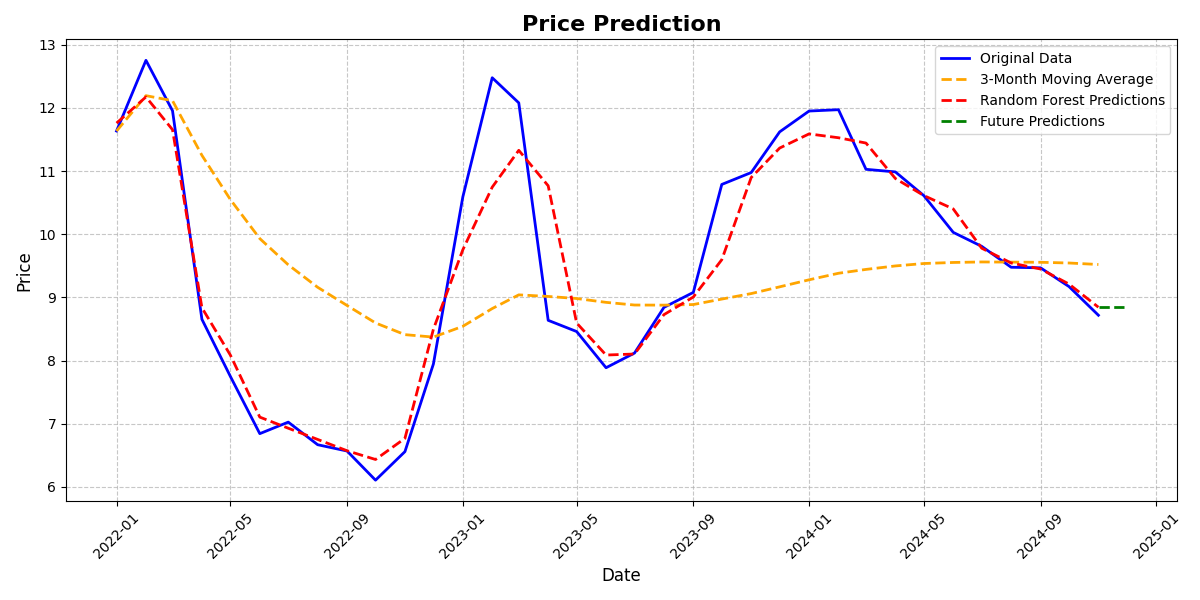 Price Prediction
Original Data
3-Month Moving Average
Random Forest Predictions
Future Predictions
Price
13
12
11
10
9
8
7
6
2022-01
2022-05
2022-09
2023-01
2023-05
2023-09
2024-01
2024-05
2024-09
2025-01
Date